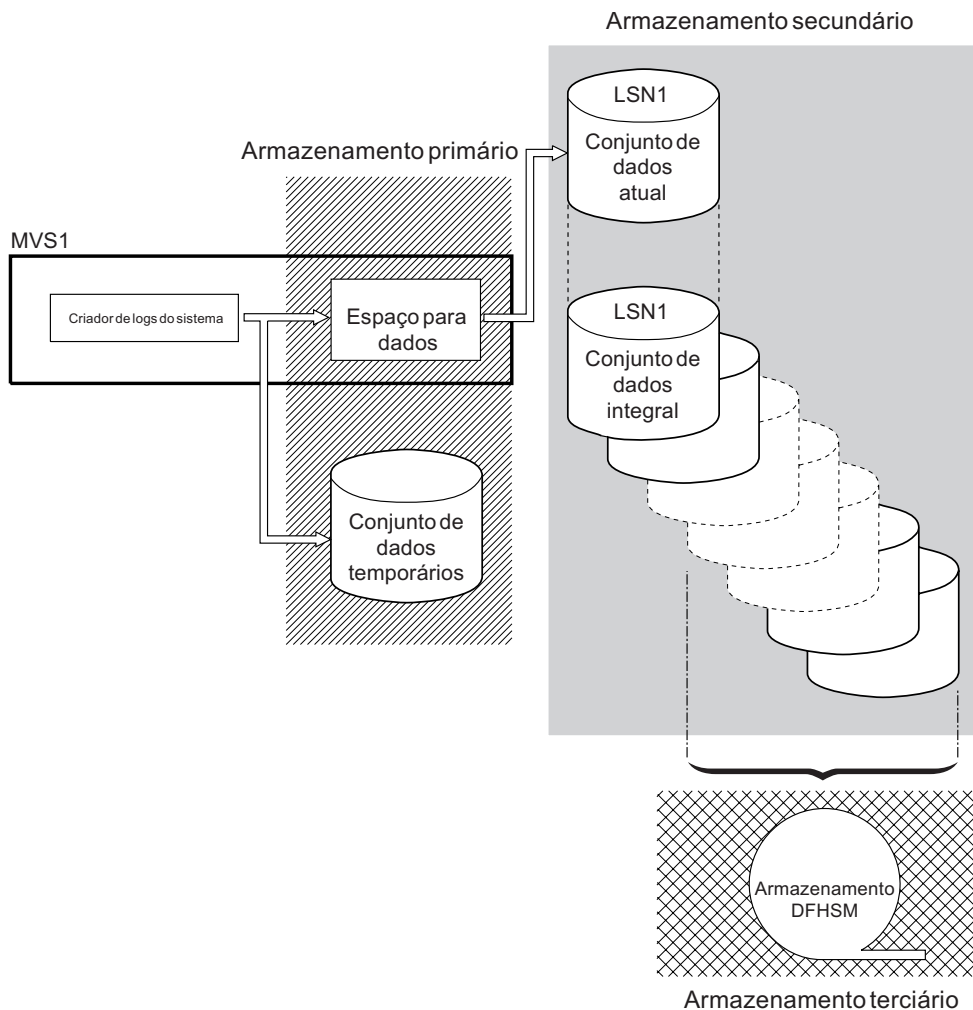 Armazenamento secundário
LSN1
Conjunto de
dados
atual
Armazenamento primário
MVS1
Criador de logs do sistema
Espaço para
dados
LSN1
Conjunto de
dados
integral
Conjunto de
dados
temporários
Armazenamento
DFHSM
Armazenamento terciário